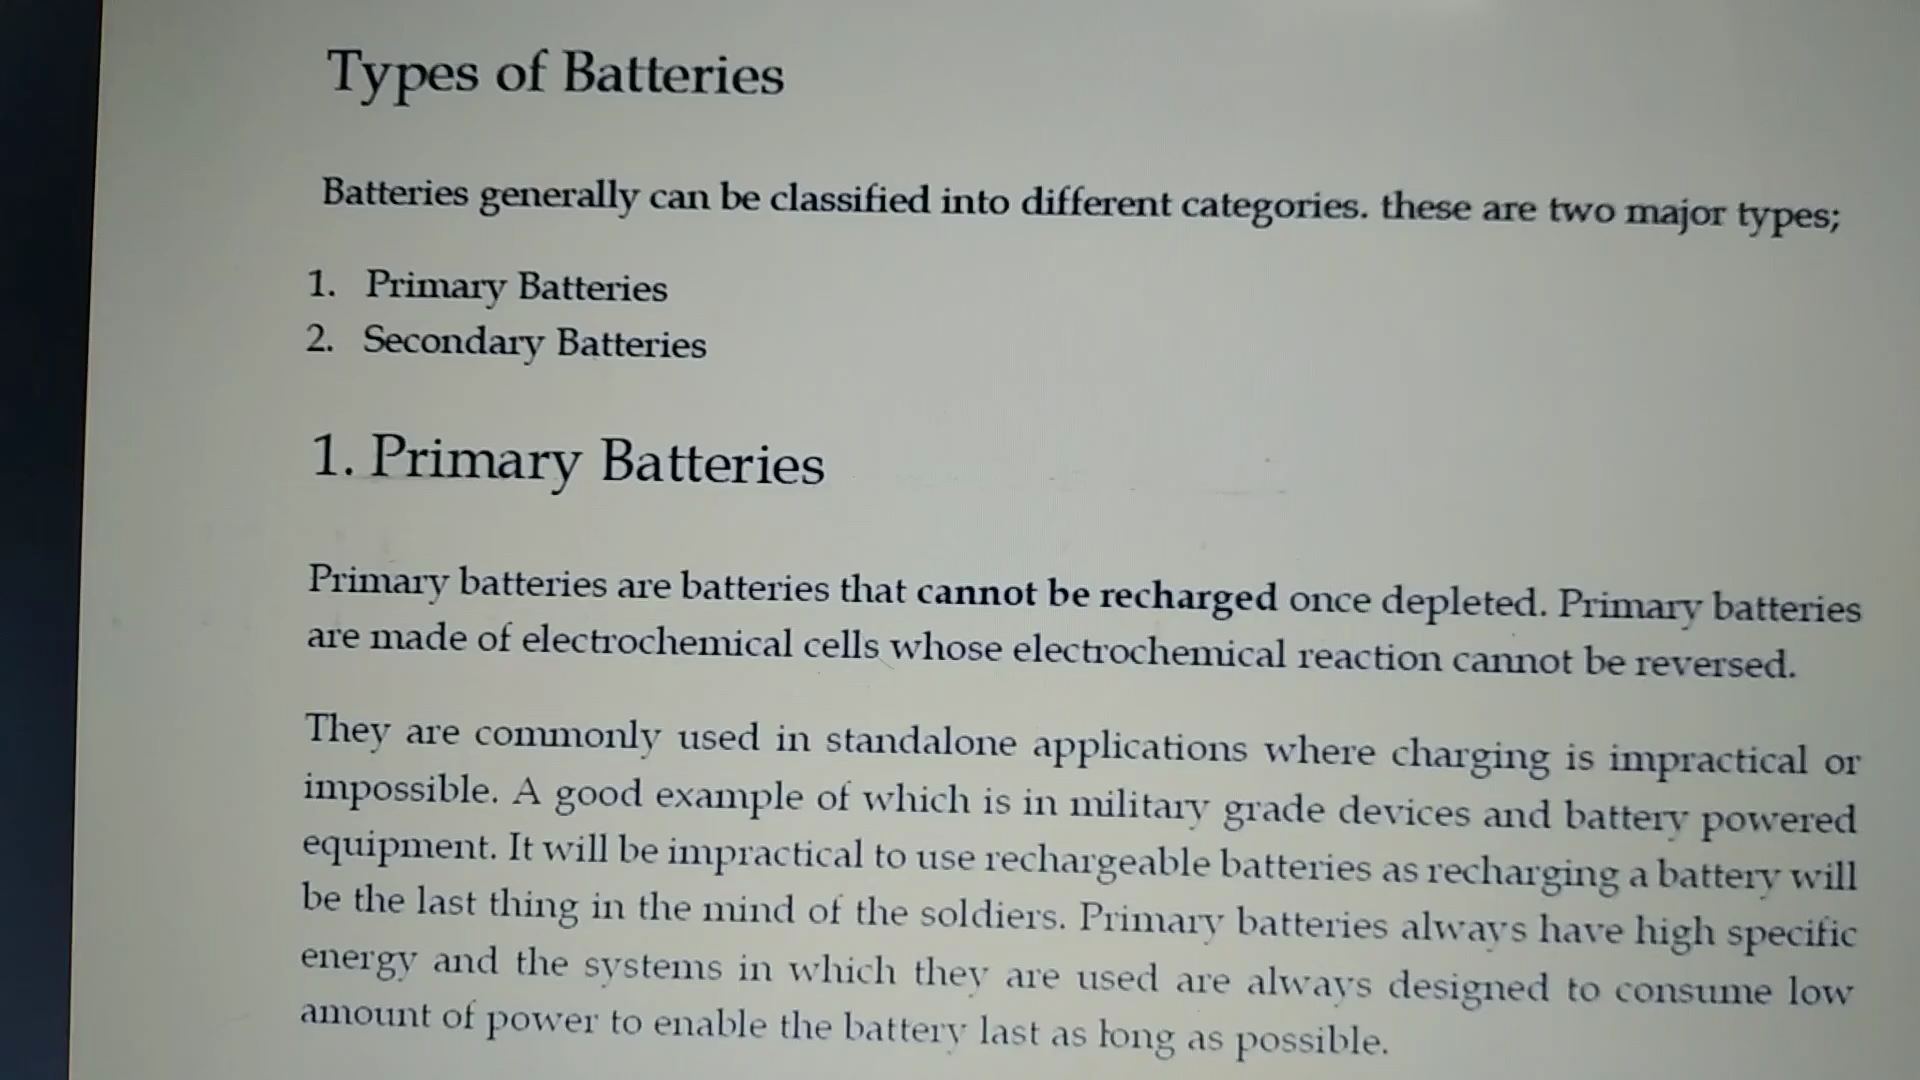 Types of Batteries
Batteries generally can be classified into different categories. these are two major types;
1. Primary Batteries
2. Secondary Batteries
1. Primary Batteries
Primary batteries are batteries that cannot be recharged once depleted. Primary batteries
are made of electrochemical cells whose electrochemical reaction cannot be reversed.
They are commonly used in standalone applications where charging is impractical or
impossible. A good example of which is in military grade devices and battery powered
equipment. It will be impractical to use rechargeable batteries as recharging a battery will
be the last thing in the mind of the soldiers. Primary batteries always have high specific
energy and the systems in which they are used are always designed to consume low
amount of power to enable the battery last as long as possible.